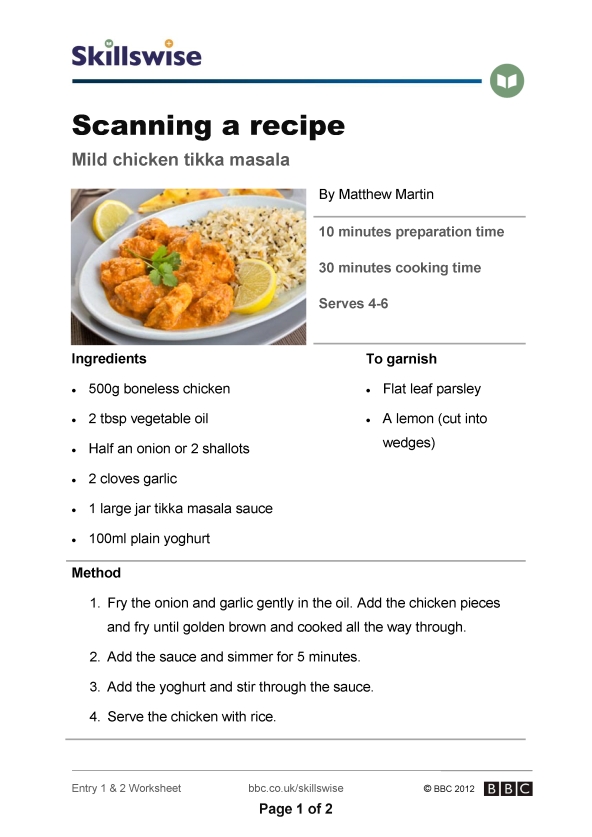 Skillswise
Scanning a recipe
Mild chicken tikka masala
By Matthew Martin
10 minutes preparation time
30 minutes cooking time
Serves 4-6
Ingredients
• 500g boneless chicken
• 2 tbsp vegetable oil
• Half an onion or 2 shallots
• 2 cloves garlic
• 1 large jar tikka masala sauce
• 100ml plain yoghurt
To garnish
• Flat leaf parsley
• A lemon (cut into
wedges)
Method
1. Fry the onion and garlic gently in the oil. Add the chicken pieces
and fry until golden brown and cooked all the way through.
2. Add the sauce and simmer for 5 minutes.
3. Add the yoghurt and stir through the sauce.
4. Serve the chicken with rice.
Entry 1 & 2 Worksheet bbc.co.uk/skillswise © BBC 2012 BBC
Page 1 of 2